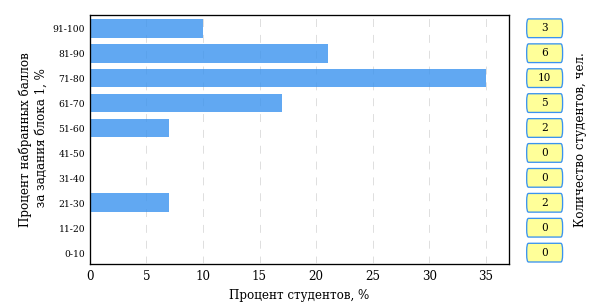 91-100 3
81-90 6
71-80 10
61-70 5
51-60 2
41-50 0
31-40 0
21-30 2
11-20 0
0-10 0
0 5 10 15 20 25 30 35
Процент студентов, %
Процент набранных баллов
за задания блока 1, %
Количество студентов, чел.